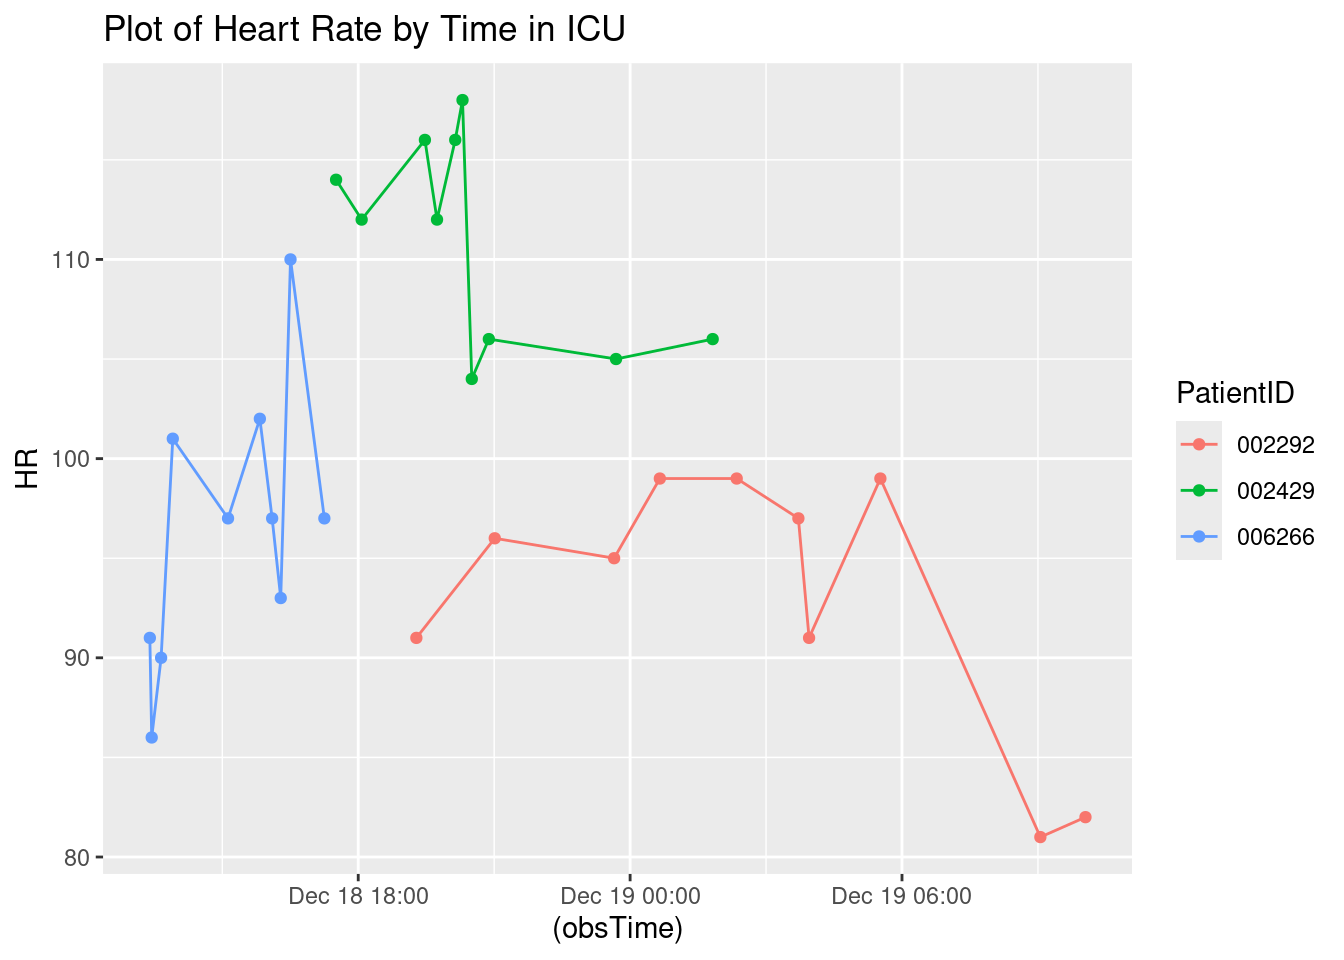 Plot of Heart Rate by Time in ICU
110
100
90
80
HR
Dec 18 18:00
Dec 19 00:00
Dec 19 06:00
(obsTime)
PatientID
002292
002429
006266